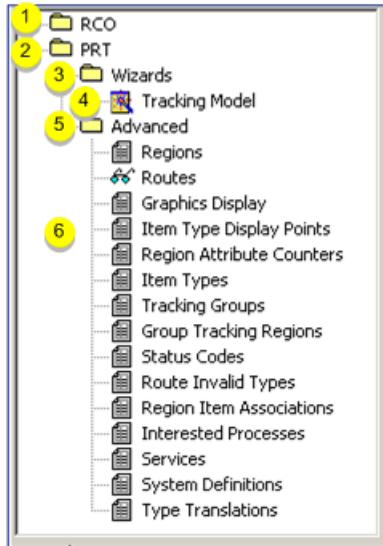 1 RCO
2 PRT
3 Wizards
4 Tracking Model
5 Advanced
Regions
Routes
Graphics Display
6 Item Type Display Points
Region Attribute Counters
Item Types
Tracking Groups
Group Tracking Regions
Status Codes
Route Invalid Types
Region Item Associations
Interested Processes
Services
System Definitions
Type Translations